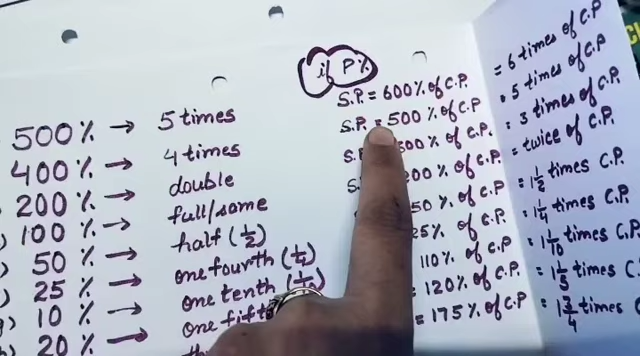 if P%
500% → 5 times S.P. = 600% of C.P. = 6 times of C.P
400% → 4 times S.P. = 500% of C.P = 5 times of C.P
200% → double S.P 300% of C.P. = 3 times of C.P
100% → full/same S. 200% of C.P. = twice of C.P.
50% → half (1/2) 50% of C.P = 1 1/2 times C.P.
25% → one fourth (1/4) 25% of C.P. = 1 1/4 times C.P.
10% → one tenth (1/10) 110% of C.P. = 1 1/10 times C.P.
20% → one fift = 120% of C.P. = 1 1/5 times C
= 175% of C.P = 1 3/4 times